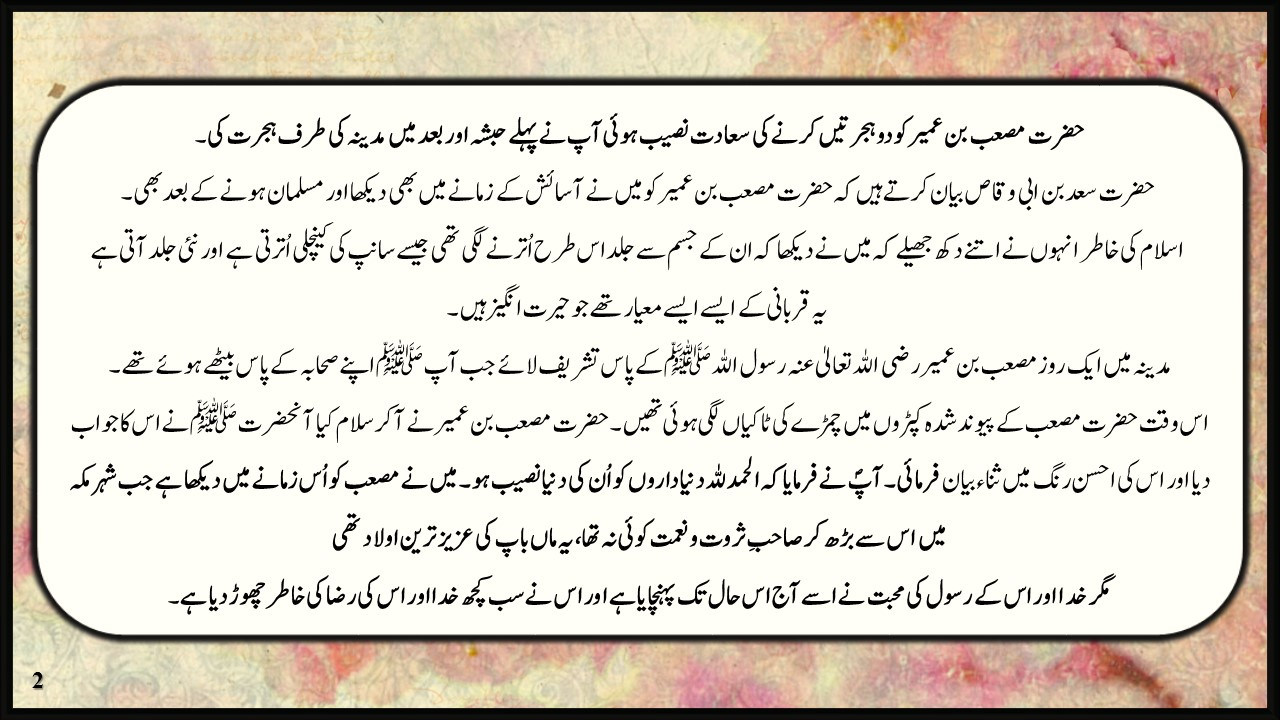 حضرت مصعب بن عمیر کو دو ہجرتیں کرنے کی سعادت نصیب ہوئی آپ نے پہلے حبشہ اور بعد میں مدینہ کی طرف ہجرت کی۔
حضرت سعد بن ابی وقاص بیان کرتے ہیں کہ حضرت مصعب بن عمیر کو میں نے آسائش کے زمانے میں بھی دیکھا اور مسلمان ہونے کے بعد بھی۔
اسلام کی خاطر انہوں نے اتنے دکھ جھیلے کہ میں نے دیکھا کہ ان کے جسم سے جلد اس طرح اُترنے لگی تھی جیسے سانپ کی کینچلی اُترتی ہے اور نئی جلد آتی ہے
یہ قربانی کے ایسے ایسے معیار تھے جو حیرت انگیز ہیں۔
مدینہ میں ایک روز مصعب بن عمیر رضی اللہ تعالیٰ عنہ رسول اللہ ﷺ کے پاس تشریف لائے جب آپ ﷺ اپنے صحابہ کے پاس بیٹھے ہوئے تھے۔
اس وقت حضرت مصعب کے پیوند شدہ کپڑوں میں چمڑے کی ٹاکیاں لگی ہوئی تھیں۔ حضرت مصعب بن عمیر نے آکر سلام کیا آنحضرت ﷺ نے اس کا جواب
دیا اور اس کی احسن رنگ میں ثناء بیان فرمائی۔ آپؐ نے فرمایا کہ الحمدللہ دنیاداروں کو اُن کی دنیا نصیب ہو۔ میں نے مصعب کو اُس زمانے میں دیکھا ہے جب شہر مکہ
میں اس سے بڑھ کر صاحبِ ثروت و نعمت کوئی نہ تھا، یہ ماں باپ کی عزیز ترین اولاد تھی
مگر خدا اور اس کے رسول کی محبت نے اسے آج اس حال تک پہنچایا ہے اور اس نے سب کچھ خدا اور اس کی رضا کی خاطر چھوڑ دیا ہے۔
2